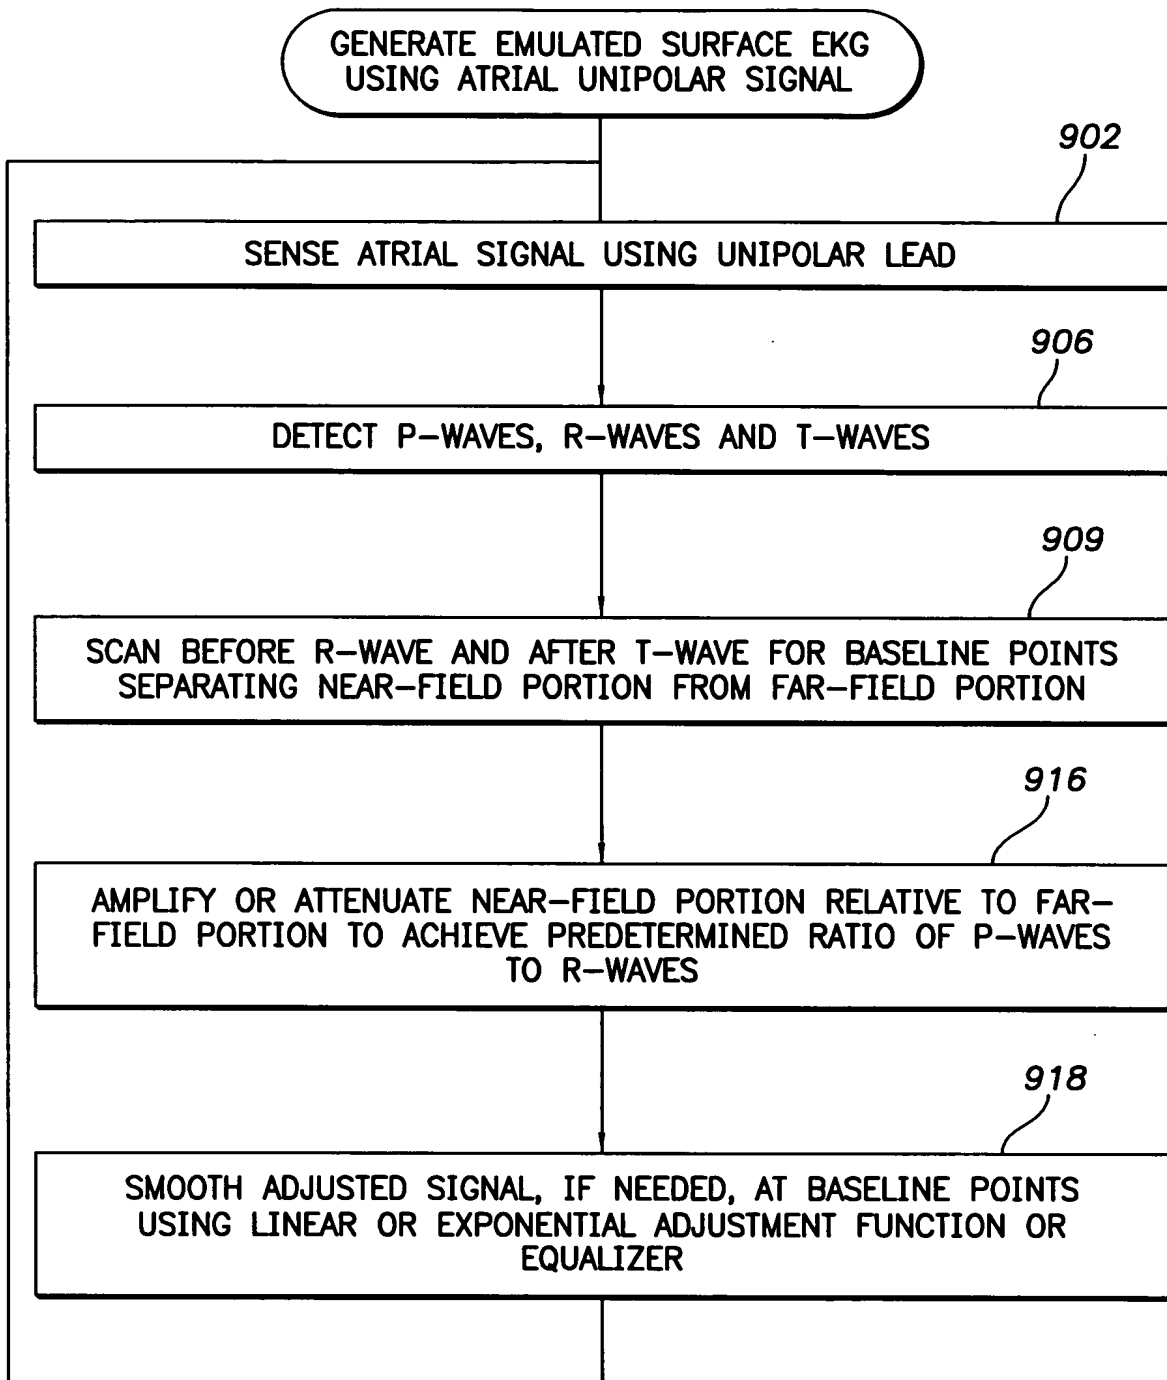 GENERATE EMULATED SURFACE EKG
USING ATRIAL UNIPOLAR SIGNAL
902
SENSE ATRIAL SIGNAL USING UNIPOLAR LEAD
906
DETECT P-WAVES, R-WAVES AND T-WAVES
909
SCAN BEFORE R-WAVE AND AFTER T-WAVE FOR BASELINE POINTS
SEPARATING NEAR-FIELD PORTION FROM FAR-FIELD PORTION
916
AMPLIFY OR ATTENUATE NEAR-FIELD PORTION RELATIVE TO FAR-
FIELD PORTION TO ACHIEVE PREDETERMINED RATIO OF P-WAVES
TO R-WAVES
918
SMOOTH ADJUSTED SIGNAL, IF NEEDED, AT BASELINE POINTS
USING LINEAR OR EXPONENTIAL ADJUSTMENT FUNCTION OR
EQUALIZER